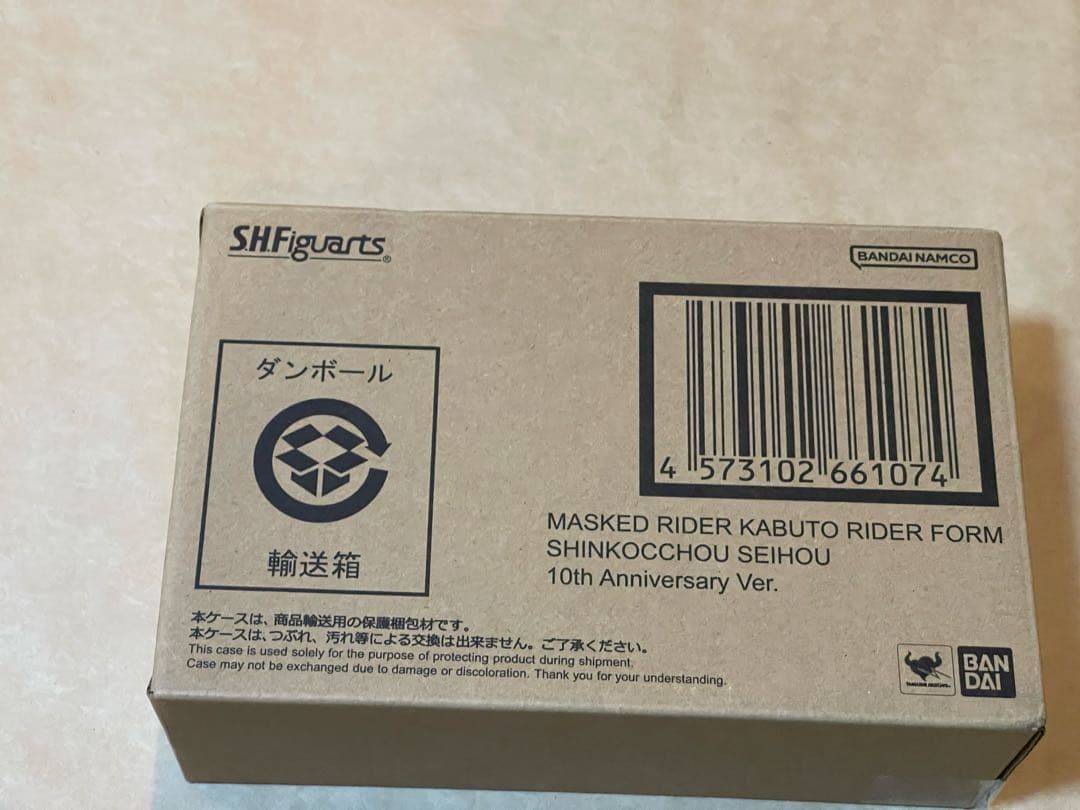 S.H.Figuarts®
BANDAI NAMCO
ダンボール
輸送箱
4 573102 661074
MASKED RIDER KABUTO RIDER FORM
SHINKOCCHOU SEIHOU
10th Anniversary Ver.
本ケースは、商品輸送用の保護梱包材です。
本ケースは、つぶれ、汚れ等による交換は出来ません。ご了承ください。
This case is used solely for the purpose of protecting product during shipment.
Case may not be exchanged due to damage or discoloration. Thank you for your understanding.
BAN
DAI